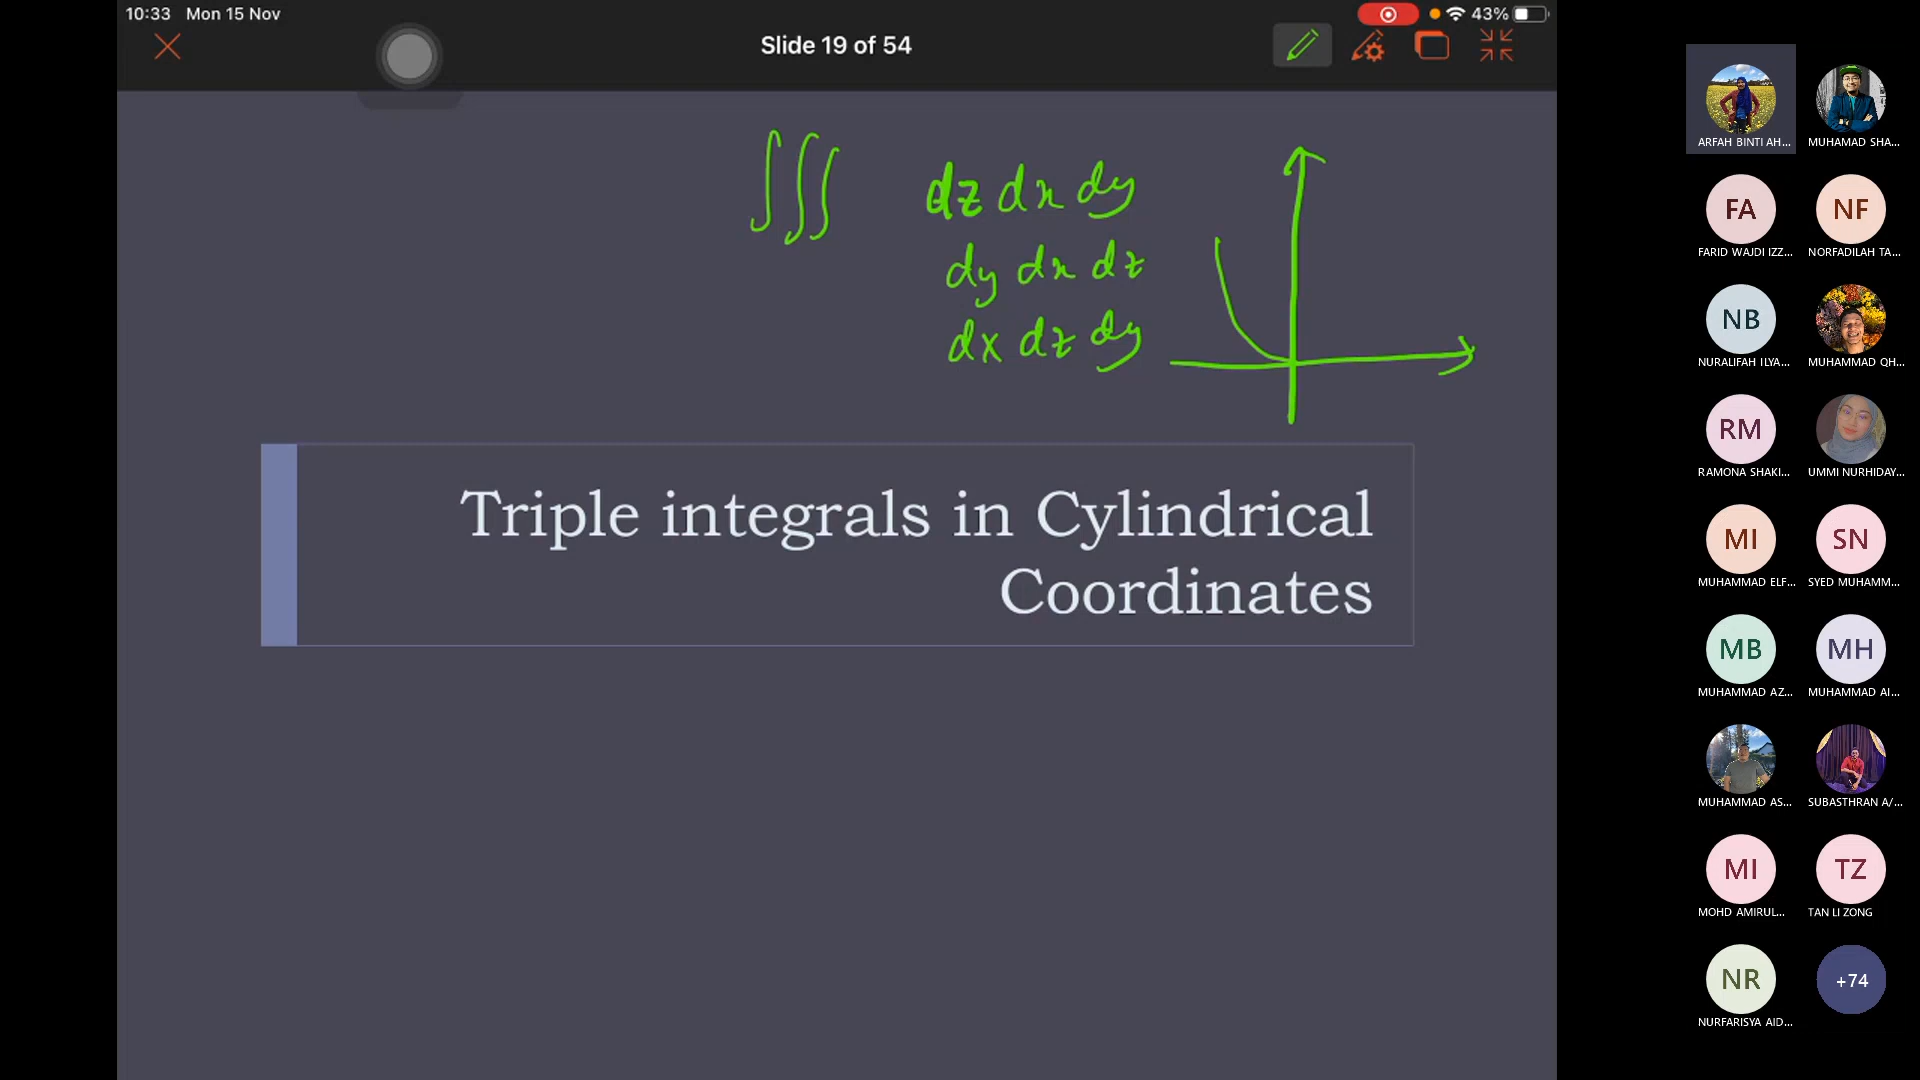 10:33 Mon 15 Nov
43%
Slide 19 of 54
∭ dz dx dy
dy dx dz
dx dz dy
Triple integrals in Cylindrical
Coordinates
ARFAH BINTI AH...
MUHAMAD SHA...
FA
NF
FARID WAJDI IZZ...
NORFADILAH TA...
NB
NURALIFAH ILYA...
MUHAMMAD QH...
RM
RAMONA SHAKI...
UMMI NURHIDAY...
MI
SN
MUHAMMAD ELF...
SYED MUHAMM...
MB
MH
MUHAMMAD AZ...
MUHAMMAD AI...
MUHAMMAD AS...
SUBASTHRAN A/...
MI
TZ
MOHD AMIRUL...
TAN LI ZONG
NR
+74
NURFARISYA AID...